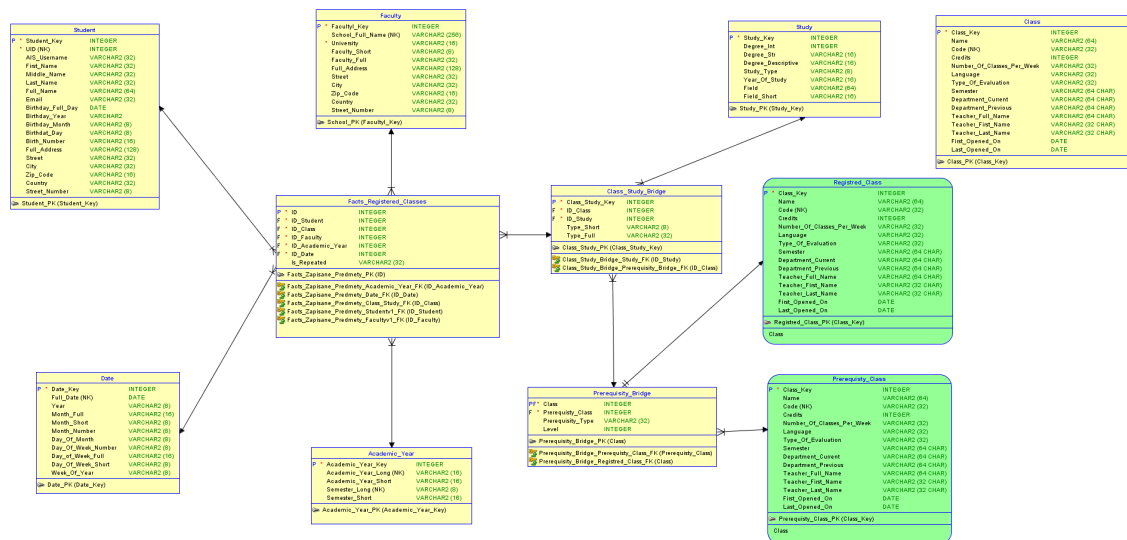 Student
P * Student_Key INTEGER
* UID (NK) INTEGER
AIS_Username VARCHAR2 (32)
First_Name VARCHAR2 (32)
Middle_Name VARCHAR2 (32)
Last_Name VARCHAR2 (32)
Full_Name VARCHAR2 (64)
Email VARCHAR2 (32)
Birthday_Full_Day DATE
Birthday_Year VARCHAR2
Birthday_Month VARCHAR2 (8)
Birthdat_Day VARCHAR2 (8)
Birth_Number VARCHAR2 (16)
Full_Address VARCHAR2 (128)
Street VARCHAR2 (32)
City VARCHAR2 (32)
Zip_Code VARCHAR2 (16)
Country VARCHAR2 (32)
Street_Number VARCHAR2 (8)
Student_PK (Student_Key)
Faculty
P * Facultyl_Key INTEGER
School_Full_Name (NK) VARCHAR2 (256)
* University VARCHAR2 (16)
Faculty_Short VARCHAR2 (8)
Faculty_Full VARCHAR2 (32)
Full_Address VARCHAR2 (128)
Street VARCHAR2 (32)
City VARCHAR2 (32)
Zip_Code VARCHAR2 (16)
Country VARCHAR2 (32)
Street_Number VARCHAR2 (8)
School_PK (Facultyl_Key)
Study
P * Study_Key INTEGER
Degree_Int INTEGER
Degree_Str VARCHAR2 (16)
Degree_Descriptive VARCHAR2 (16)
Study_Type VARCHAR2 (8)
Year_Of_Study VARCHAR2 (16)
Field VARCHAR2 (64)
Field_Short VARCHAR2 (16)
Study_PK (Study_Key)
Class
P * Class_Key INTEGER
Name VARCHAR2 (64)
Code (NK) VARCHAR2 (32)
Credits INTEGER
Number_Of_Classes_Per_Week VARCHAR2 (32)
Language VARCHAR2 (32)
Type_Of_Evaluation VARCHAR2 (32)
Semester VARCHAR2 (64 CHAR)
Department_Current VARCHAR2 (64 CHAR)
Department_Previous VARCHAR2 (64 CHAR)
Teacher_Full_Name VARCHAR2 (64 CHAR)
Teacher_First_Name VARCHAR2 (32 CHAR)
Teacher_Last_Name VARCHAR2 (32 CHAR)
First_Opened_On DATE
Last_Opened_On DATE
Class_PK (Class_Key)
Facts_Registered_Classes
P * ID INTEGER
F * ID_Student INTEGER
F * ID_Class INTEGER
F * ID_Faculty INTEGER
F * ID_Academic_Year INTEGER
F * ID_Date INTEGER
Is_Repeated VARCHAR2 (32)
Facts_Zapisane_Predmety_PK (ID)
Facts_Zapisane_Predmety_Academic_Year_FK (ID_Academic_Year)
Facts_Zapisane_Predmety_Date_FK (ID_Date)
Facts_Zapisane_Predmety_Class_Study_FK (ID_Class)
Facts_Zapisane_Predmety_Studentv1_FK (ID_Student)
Facts_Zapisane_Predmety_Facultyv1_FK (ID_Faculty)
Class_Study_Bridge
P * Class_Study_Key INTEGER
F * ID_Class INTEGER
F * ID_Study INTEGER
Type_Short VARCHAR2 (8)
Type_Full VARCHAR2 (32)
Class_Study_PK (Class_Study_Key)
Class_Study_Bridge_Study_FK (ID_Study)
Class_Study_Bridge_Prerequisity_Bridge_FK (ID_Class)
Registred_Class
P * Class_Key INTEGER
Name VARCHAR2 (64)
Code (NK) VARCHAR2 (32)
Credits INTEGER
Number_Of_Classes_Per_Week VARCHAR2 (32)
Language VARCHAR2 (32)
Type_Of_Evaluation VARCHAR2 (32)
Semester VARCHAR2 (64 CHAR)
Department_Current VARCHAR2 (64 CHAR)
Department_Previous VARCHAR2 (64 CHAR)
Teacher_Full_Name VARCHAR2 (64 CHAR)
Teacher_First_Name VARCHAR2 (32 CHAR)
Teacher_Last_Name VARCHAR2 (32 CHAR)
First_Opened_On DATE
Last_Opened_On DATE
Registred_Class_PK (Class_Key)
Class
Date
P * Date_Key INTEGER
Full_Date (NK) DATE
Year VARCHAR2 (8)
Month_Full VARCHAR2 (16)
Month_Short VARCHAR2 (8)
Month_Number VARCHAR2 (8)
Day_Of_Month VARCHAR2 (8)
Day_Of_Week_Number VARCHAR2 (8)
Day_of_Week_Full VARCHAR2 (16)
Day_Of_Week_Short VARCHAR2 (8)
Week_Of_Year VARCHAR2 (8)
Date_PK (Date_Key)
Academic_Year
P * Academic_Year_Key INTEGER
Academic_Year_Long (NK) VARCHAR2 (16)
Academic_Year_Short VARCHAR2 (16)
Semester_Long (NK) VARCHAR2 (8)
Semester_Short VARCHAR2 (16)
Academic_Year_PK (Academic_Year_Key)
Prerequisity_Bridge
PF* Class INTEGER
F * Prerequisty_Class INTEGER
Prerequisity_Type VARCHAR2 (32)
Level INTEGER
Prerequisity_Bridge_PK (Class)
Prerequisity_Bridge_Prerequisty_Class_FK (Prerequisty_Class)
Prerequisity_Bridge_Registred_Class_FK (Class)
Prerequisty_Class
P * Class_Key INTEGER
Name VARCHAR2 (64)
Code (NK) VARCHAR2 (32)
Credits INTEGER
Number_Of_Classes_Per_Week VARCHAR2 (32)
Language VARCHAR2 (32)
Type_Of_Evaluation VARCHAR2 (32)
Semester VARCHAR2 (64 CHAR)
Department_Current VARCHAR2 (64 CHAR)
Department_Previous VARCHAR2 (64 CHAR)
Teacher_Full_Name VARCHAR2 (64 CHAR)
Teacher_First_Name VARCHAR2 (32 CHAR)
Teacher_Last_Name VARCHAR2 (32 CHAR)
First_Opened_On DATE
Last_Opened_On DATE
Prerequisty_Class_PK (Class_Key)
Class